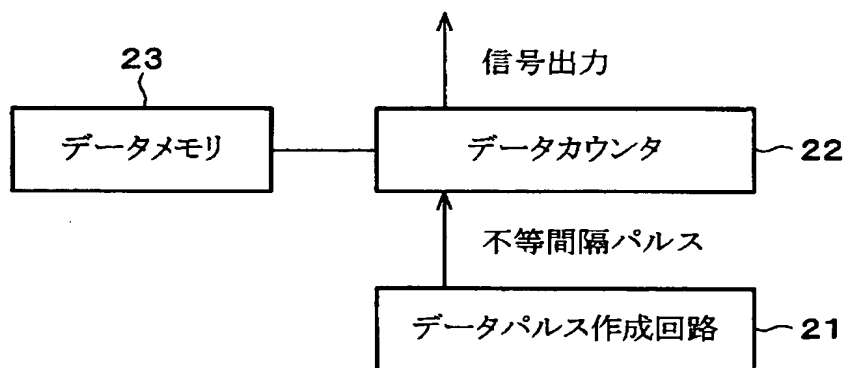 信号出力
23
データメモリ
データカウンタ
22
不等間隔パルス
データパルス作成回路
21